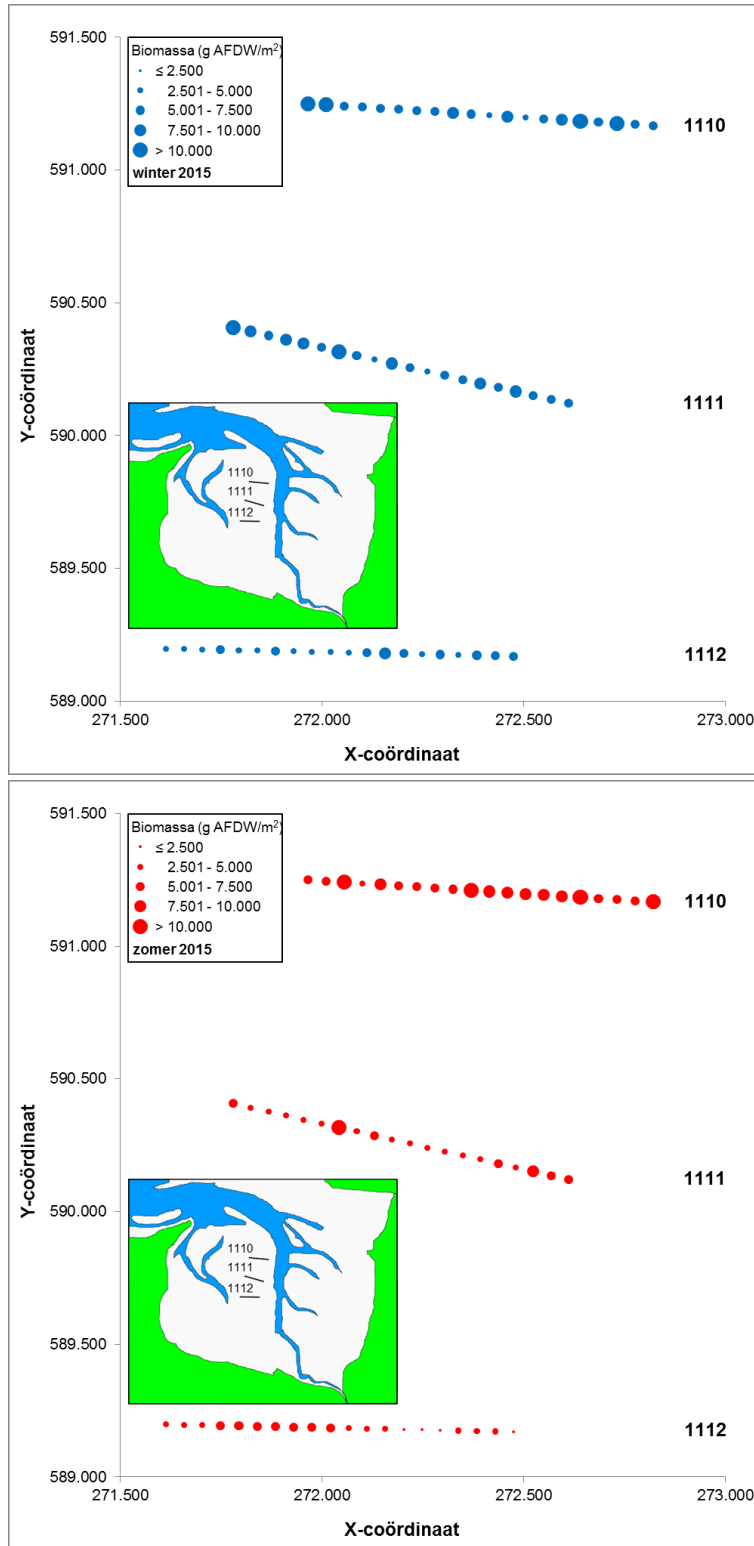 Biomassa (g AFDW/m²)
≤ 2.500
2.501 - 5.000
5.001 - 7.500
7.501 - 10.000
> 10.000
winter 2015
591.500
591.000
590.500
590.000
589.500
589.000
Y-coördinaat
1110
1111
1112
1110
1111
1112
271.500
272.000
272.500
273.000
X-coördinaat
Biomassa (g AFDW/m²)
≤ 2.500
2.501 - 5.000
5.001 - 7.500
7.501 - 10.000
> 10.000
zomer 2015
591.500
591.000
590.500
590.000
589.500
589.000
Y-coördinaat
1110
1111
1112
1110
1111
1112
271.500
272.000
272.500
273.000
X-coördinaat